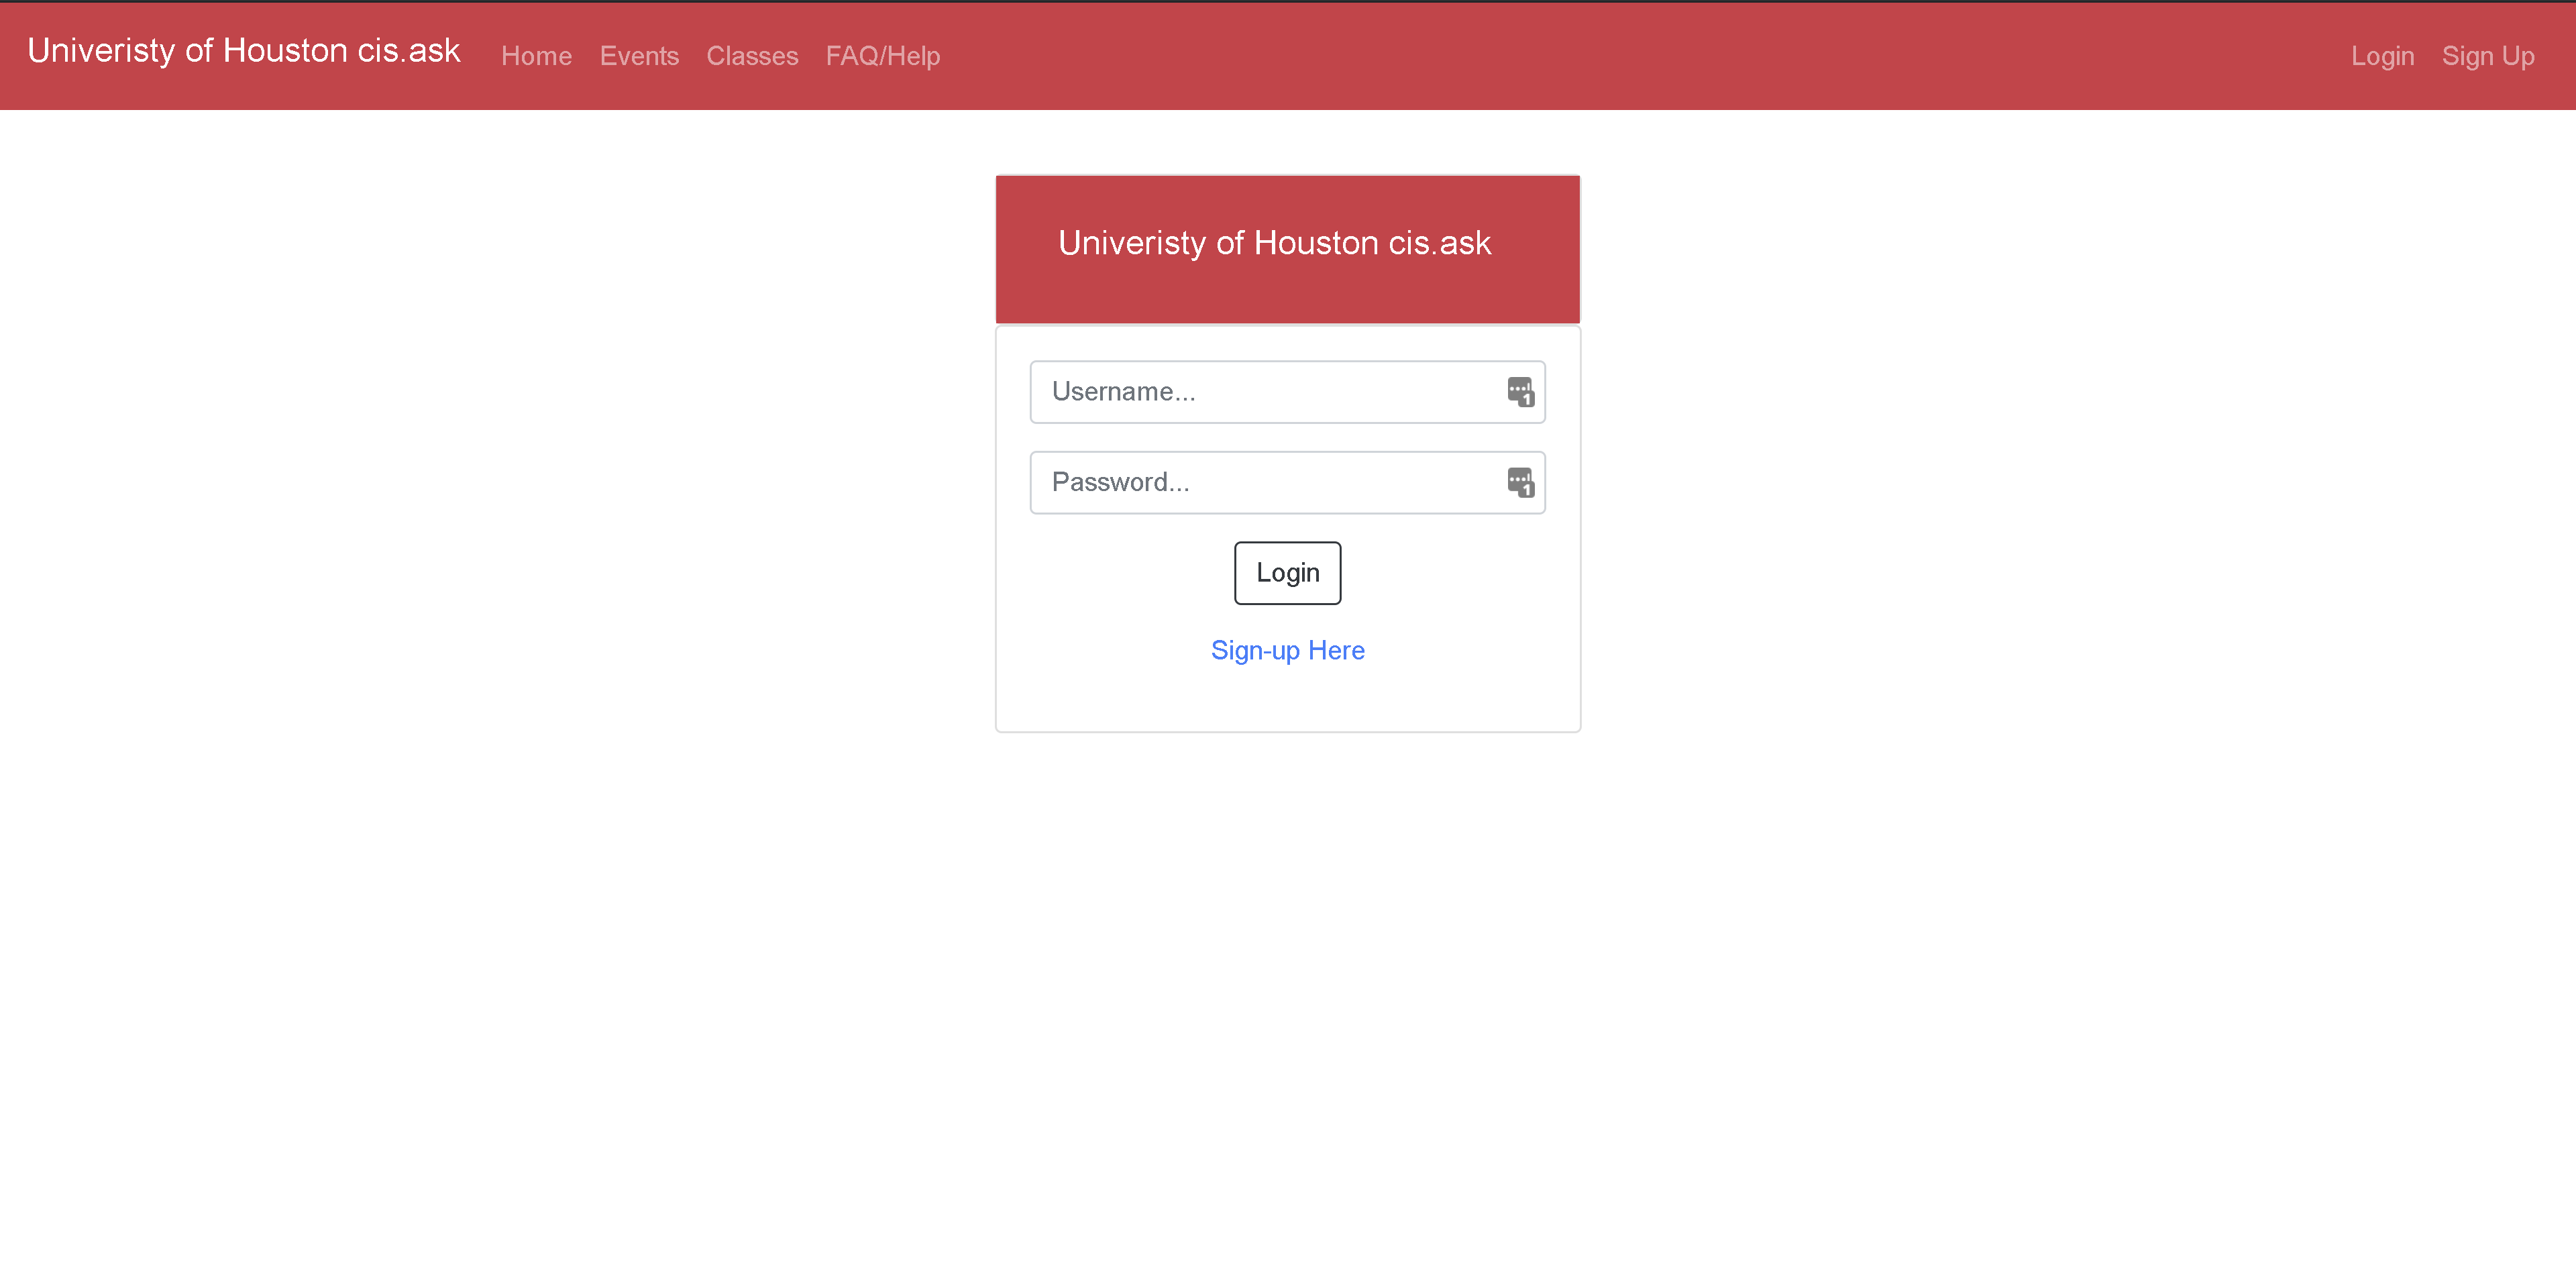 Univeristy of Houston cis.ask Home Events Classes FAQ/Help Login Sign Up
Univeristy of Houston cis.ask
Username...
Password...
Login
Sign-up Here